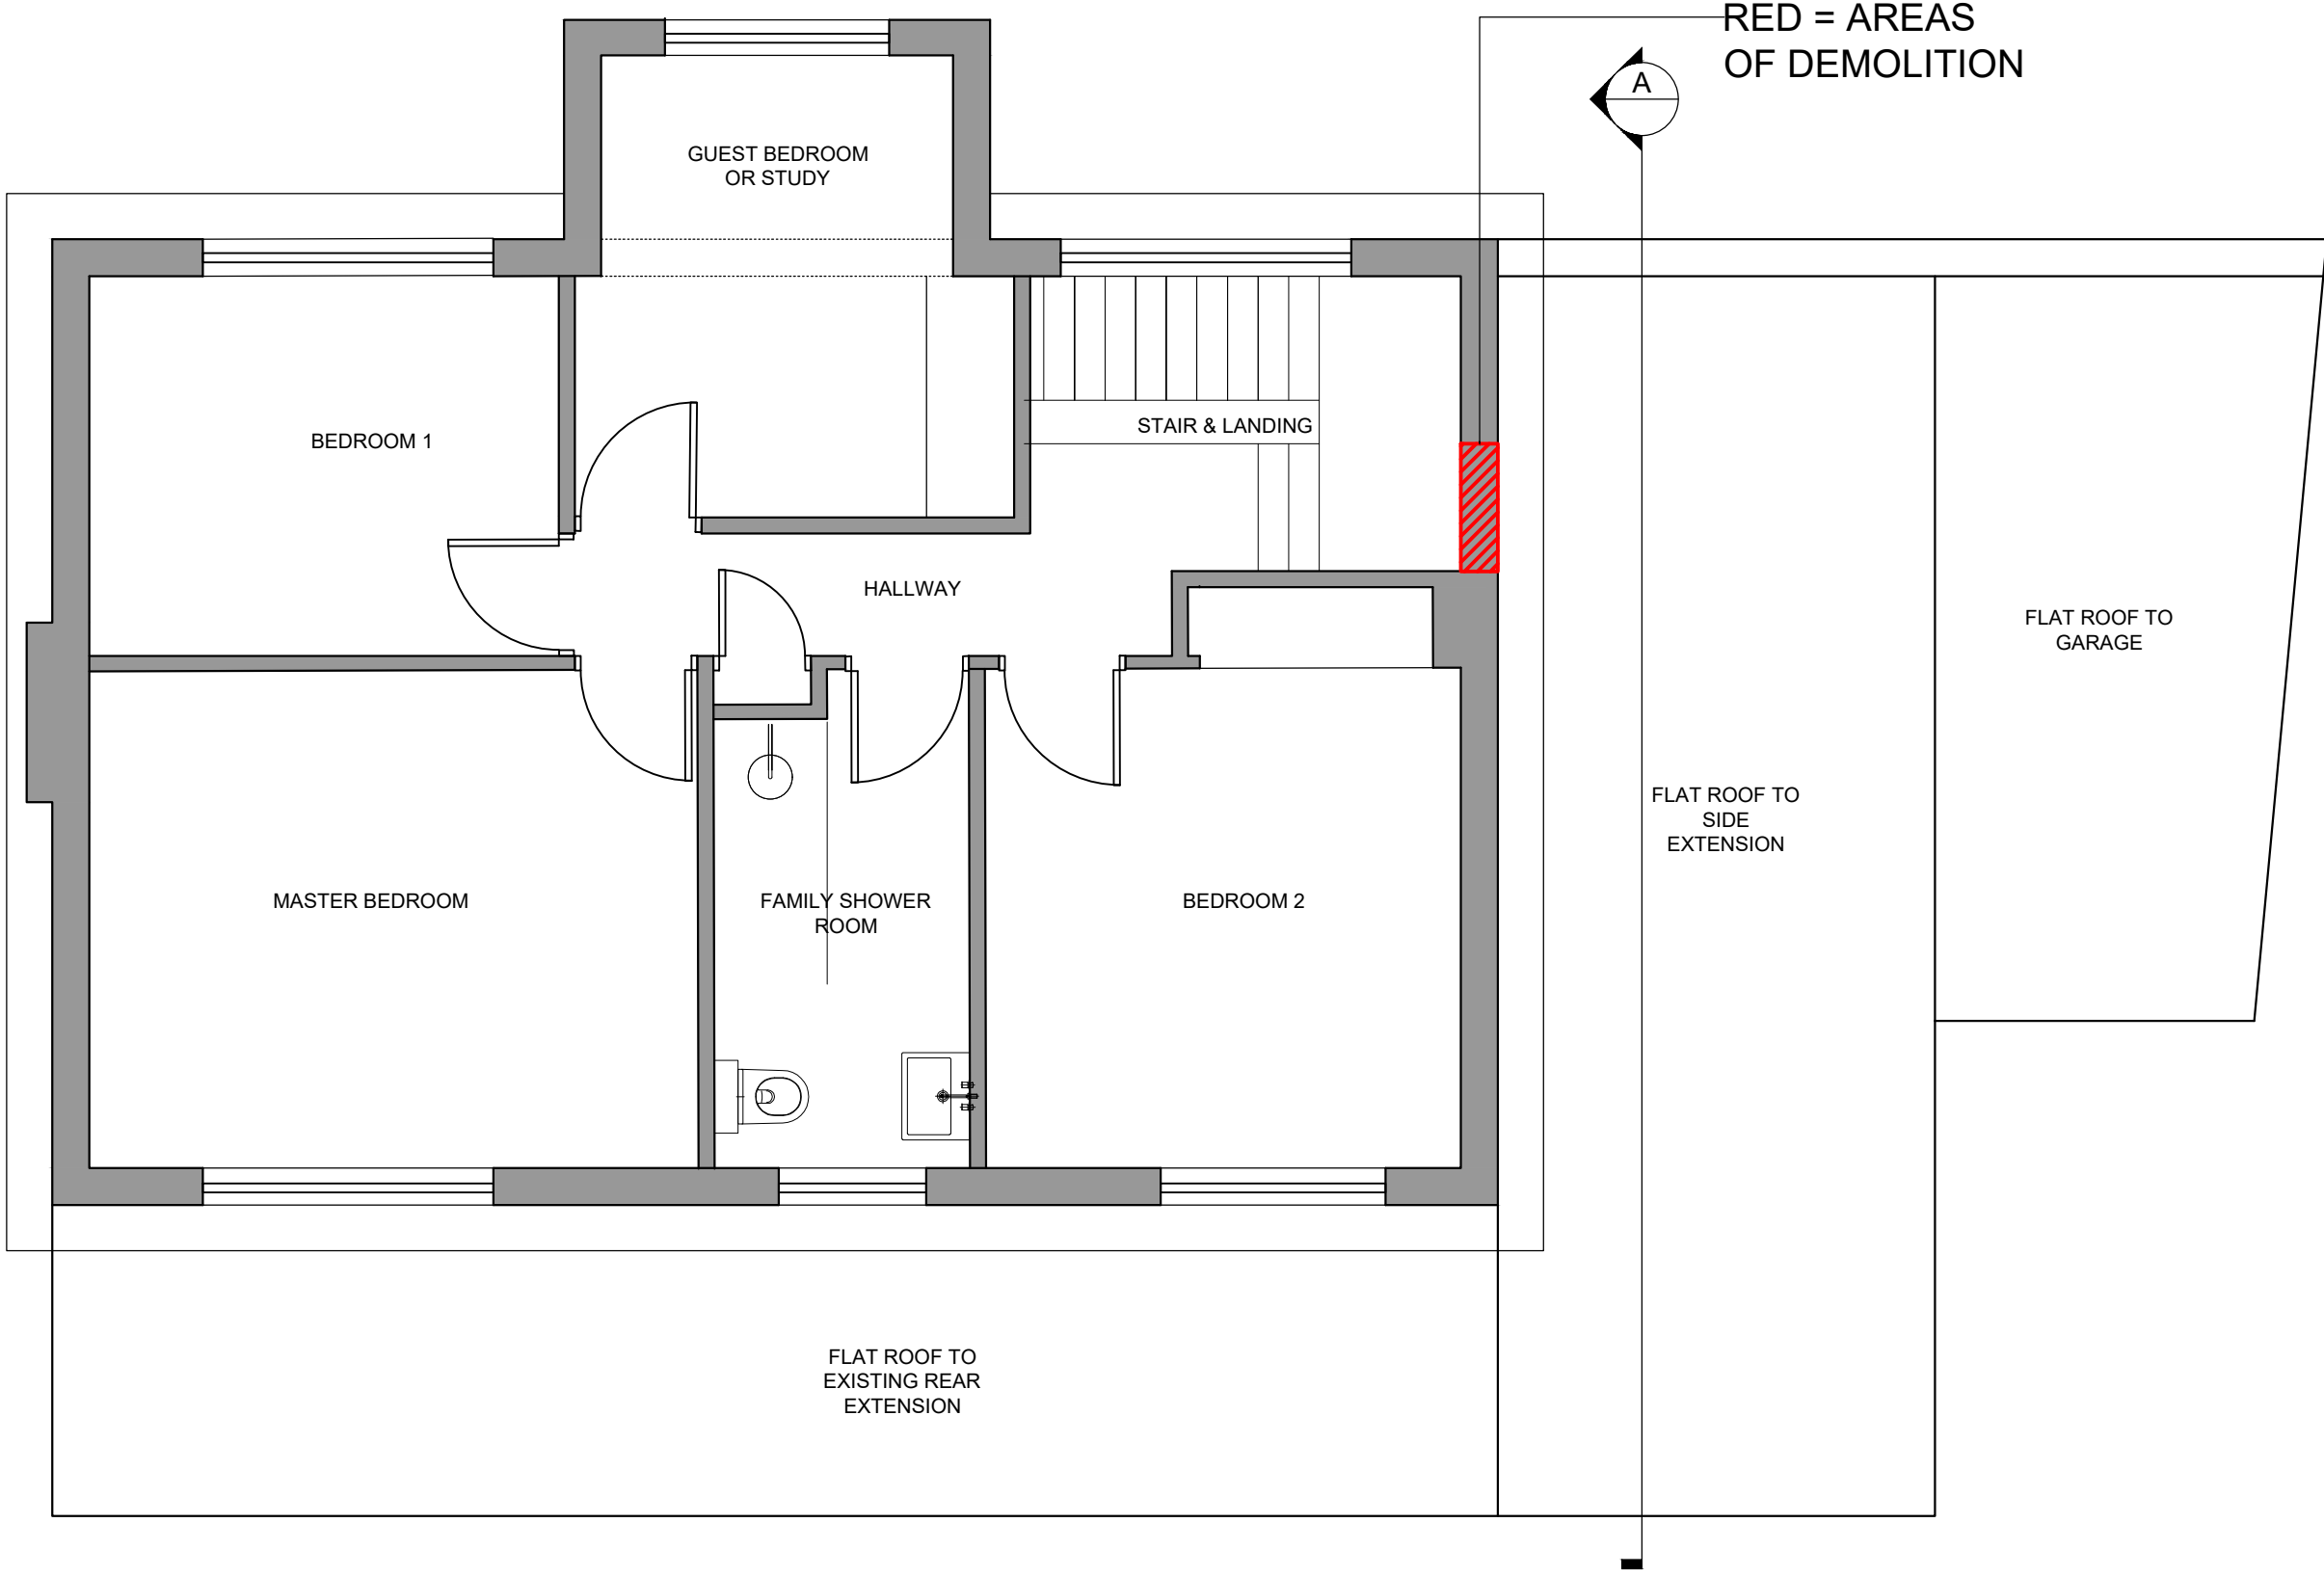 RED = AREAS
OF DEMOLITION
A
GUEST BEDROOM
OR STUDY
STAIR & LANDING
BEDROOM 1
HALLWAY
FLAT ROOF TO
GARAGE
FLAT ROOF TO
SIDE
EXTENSION
MASTER BEDROOM
FAMILY SHOWER
ROOM
BEDROOM 2
FLAT ROOF TO
EXISTING REAR
EXTENSION